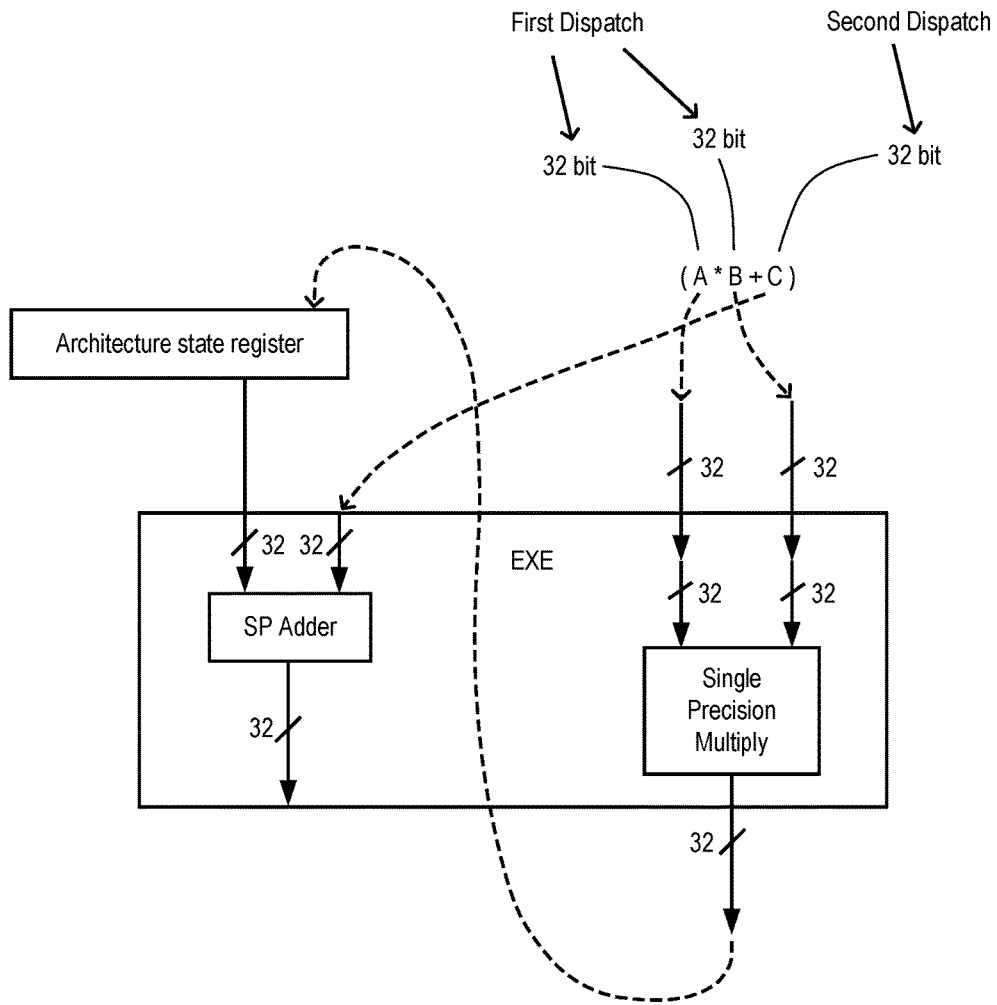 First Dispatch
Second Dispatch
32 bit
32 bit
32 bit
( A * B + C )
Architecture state register
32
32
32
32
EXE
32
32
SP Adder
Single
Precision
Multiply
32
32